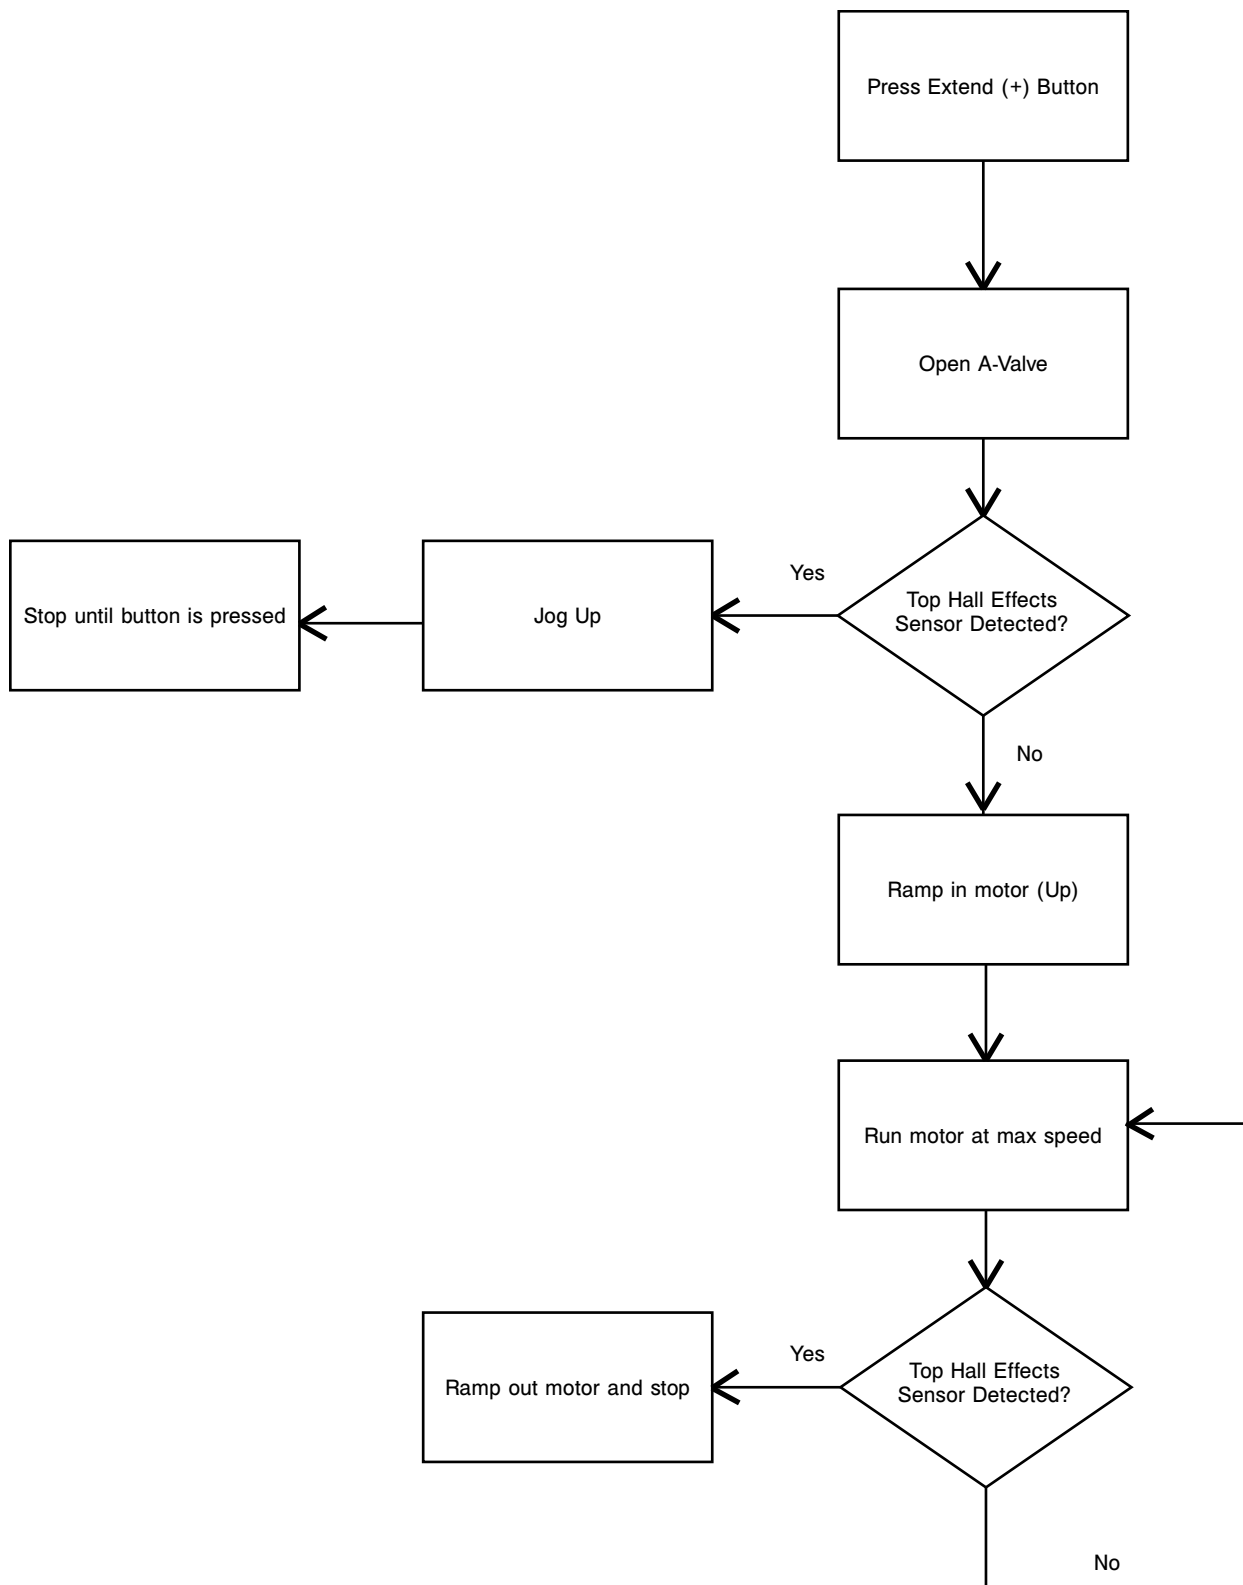 Press Extend (+) Button
Open A-Valve
Yes
Top Hall Effects
Sensor Detected?
Jog Up
Stop until button is pressed
No
Ramp in motor (Up)
Run motor at max speed
Yes
Top Hall Effects
Sensor Detected?
Ramp out motor and stop
No